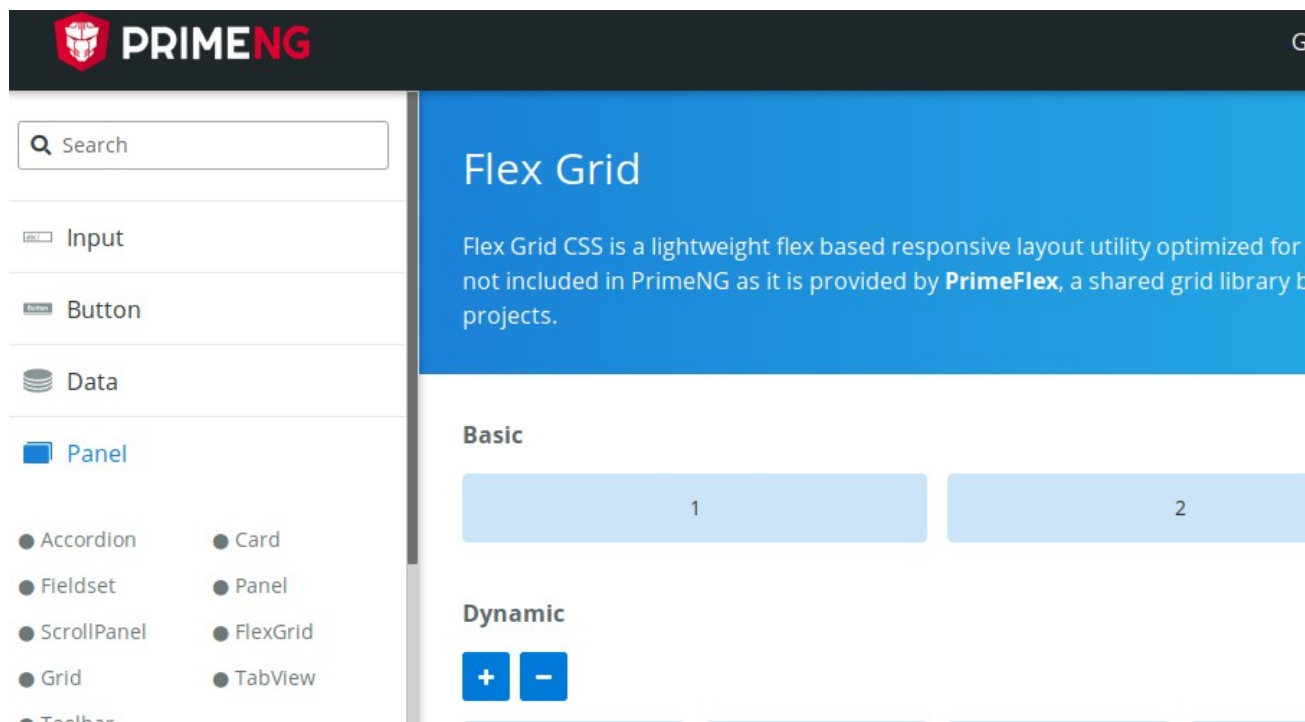 PRIMENG
G
Search
Input
Button
Data
Panel
Accordion
Card
Fieldset
Panel
ScrollPanel
FlexGrid
Grid
TabView
Toolbar
Flex Grid
Flex Grid CSS is a lightweight flex based responsive layout utility optimized for
not included in PrimeNG as it is provided by PrimeFlex, a shared grid library b
projects.
Basic
1
2
Dynamic
+
-